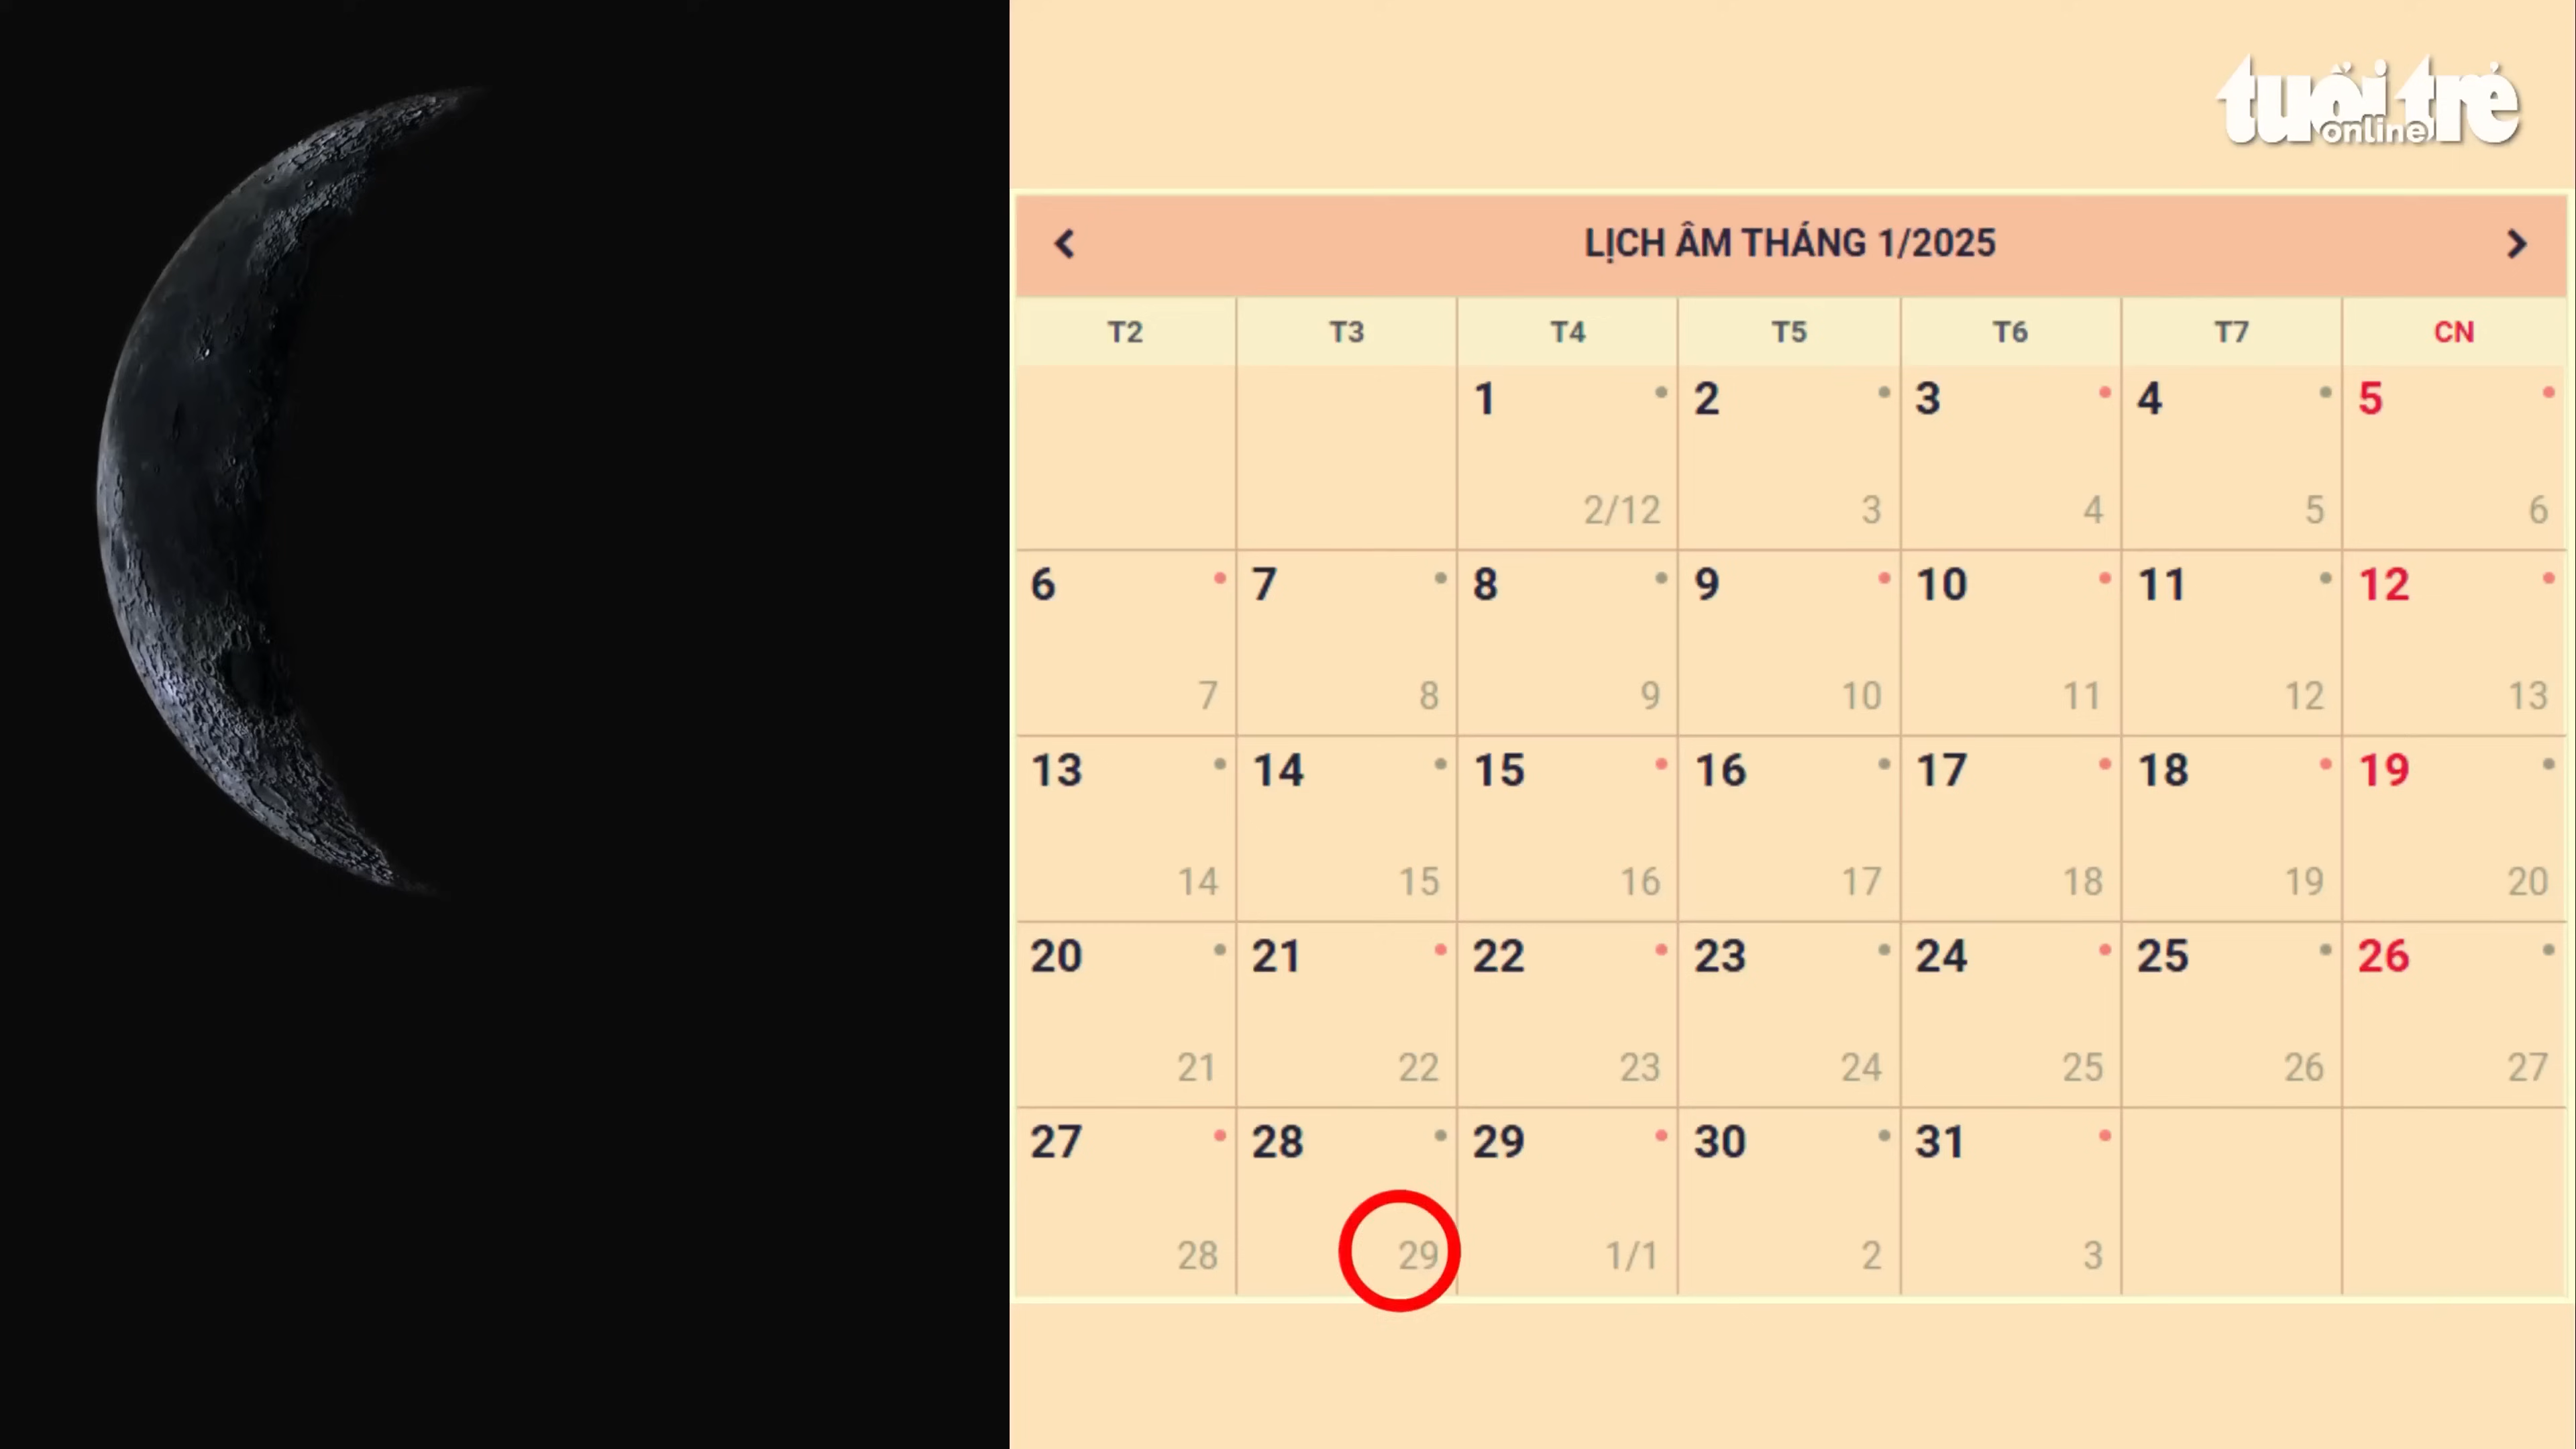 tuổi trẻ
online
LỊCH ÂM THÁNG 1/2025
T2 T3 T4 T5 T6 T7 CN
1 2 3 4 5
2/12 3 4 5 6
6 7 8 9 10 11 12
7 8 9 10 11 12 13
13 14 15 16 17 18 19
14 15 16 17 18 19 20
20 21 22 23 24 25 26
21 22 23 24 25 26 27
27 28 29 30 31
28 29 1/1 2 3